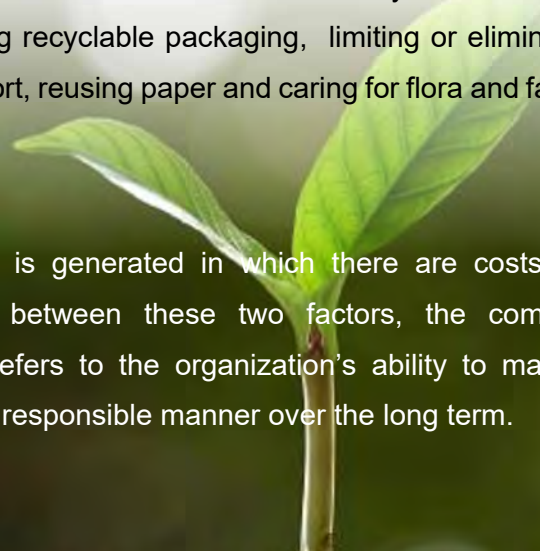 g recyclable packaging, limiting or elimin
ort, reusing paper and caring for flora and fa
is generated in which there are costs
between these two factors, the com
efers to the organization’s ability to ma
responsible manner over the long term.